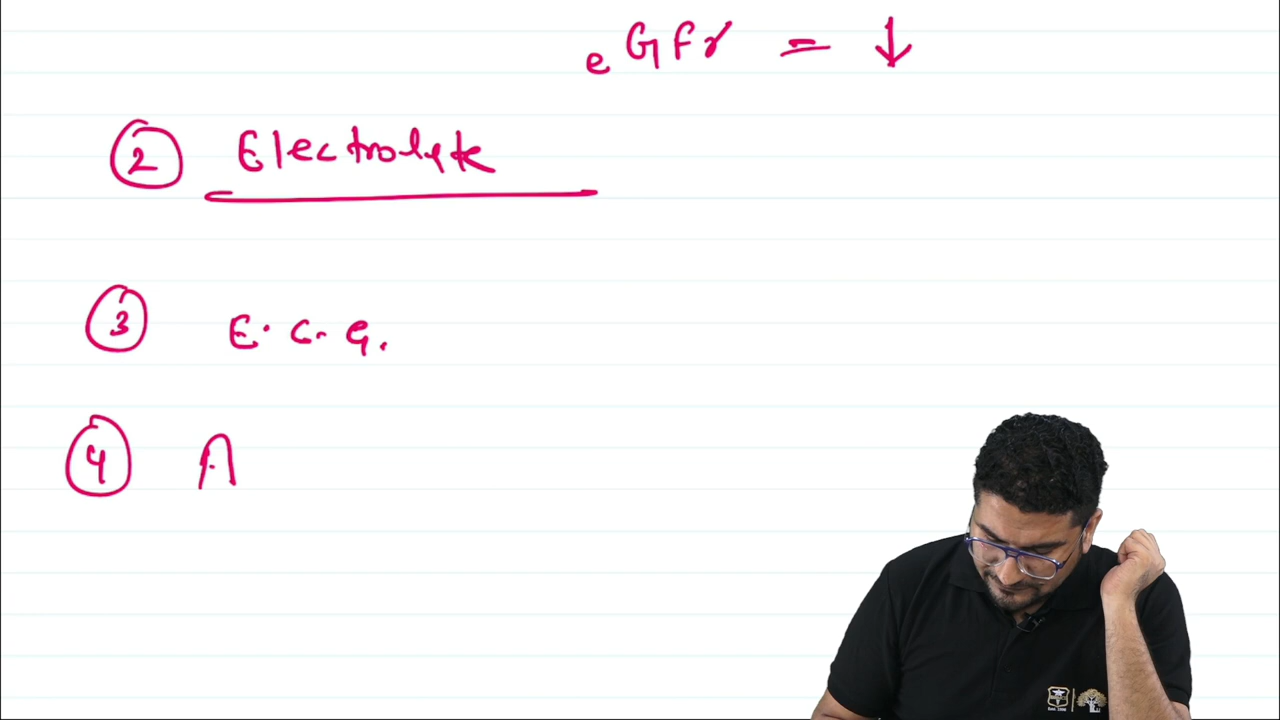 eGFr = ↓
② Electrolyte
③ E.C.G.
④ A